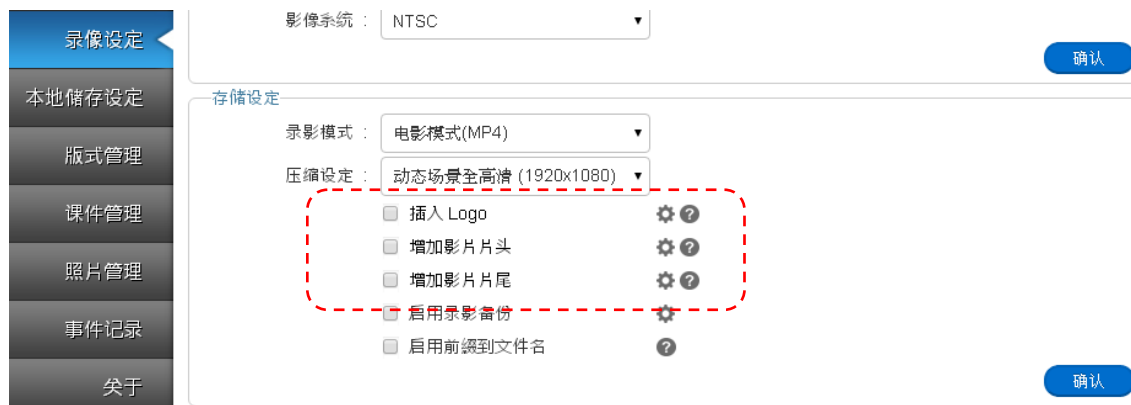 录像设定
本地储存设定
版式管理
课件管理
照片管理
事件记录
关于
影像系统 : NTSC
确认
存储设定
录影模式 : 电影模式(MP4)
压缩设定 : 动态场景全高清 (1920x1080)
插入 Logo
增加影片片头
增加影片片尾
启用录影备份
启用前缀到文件名
确认